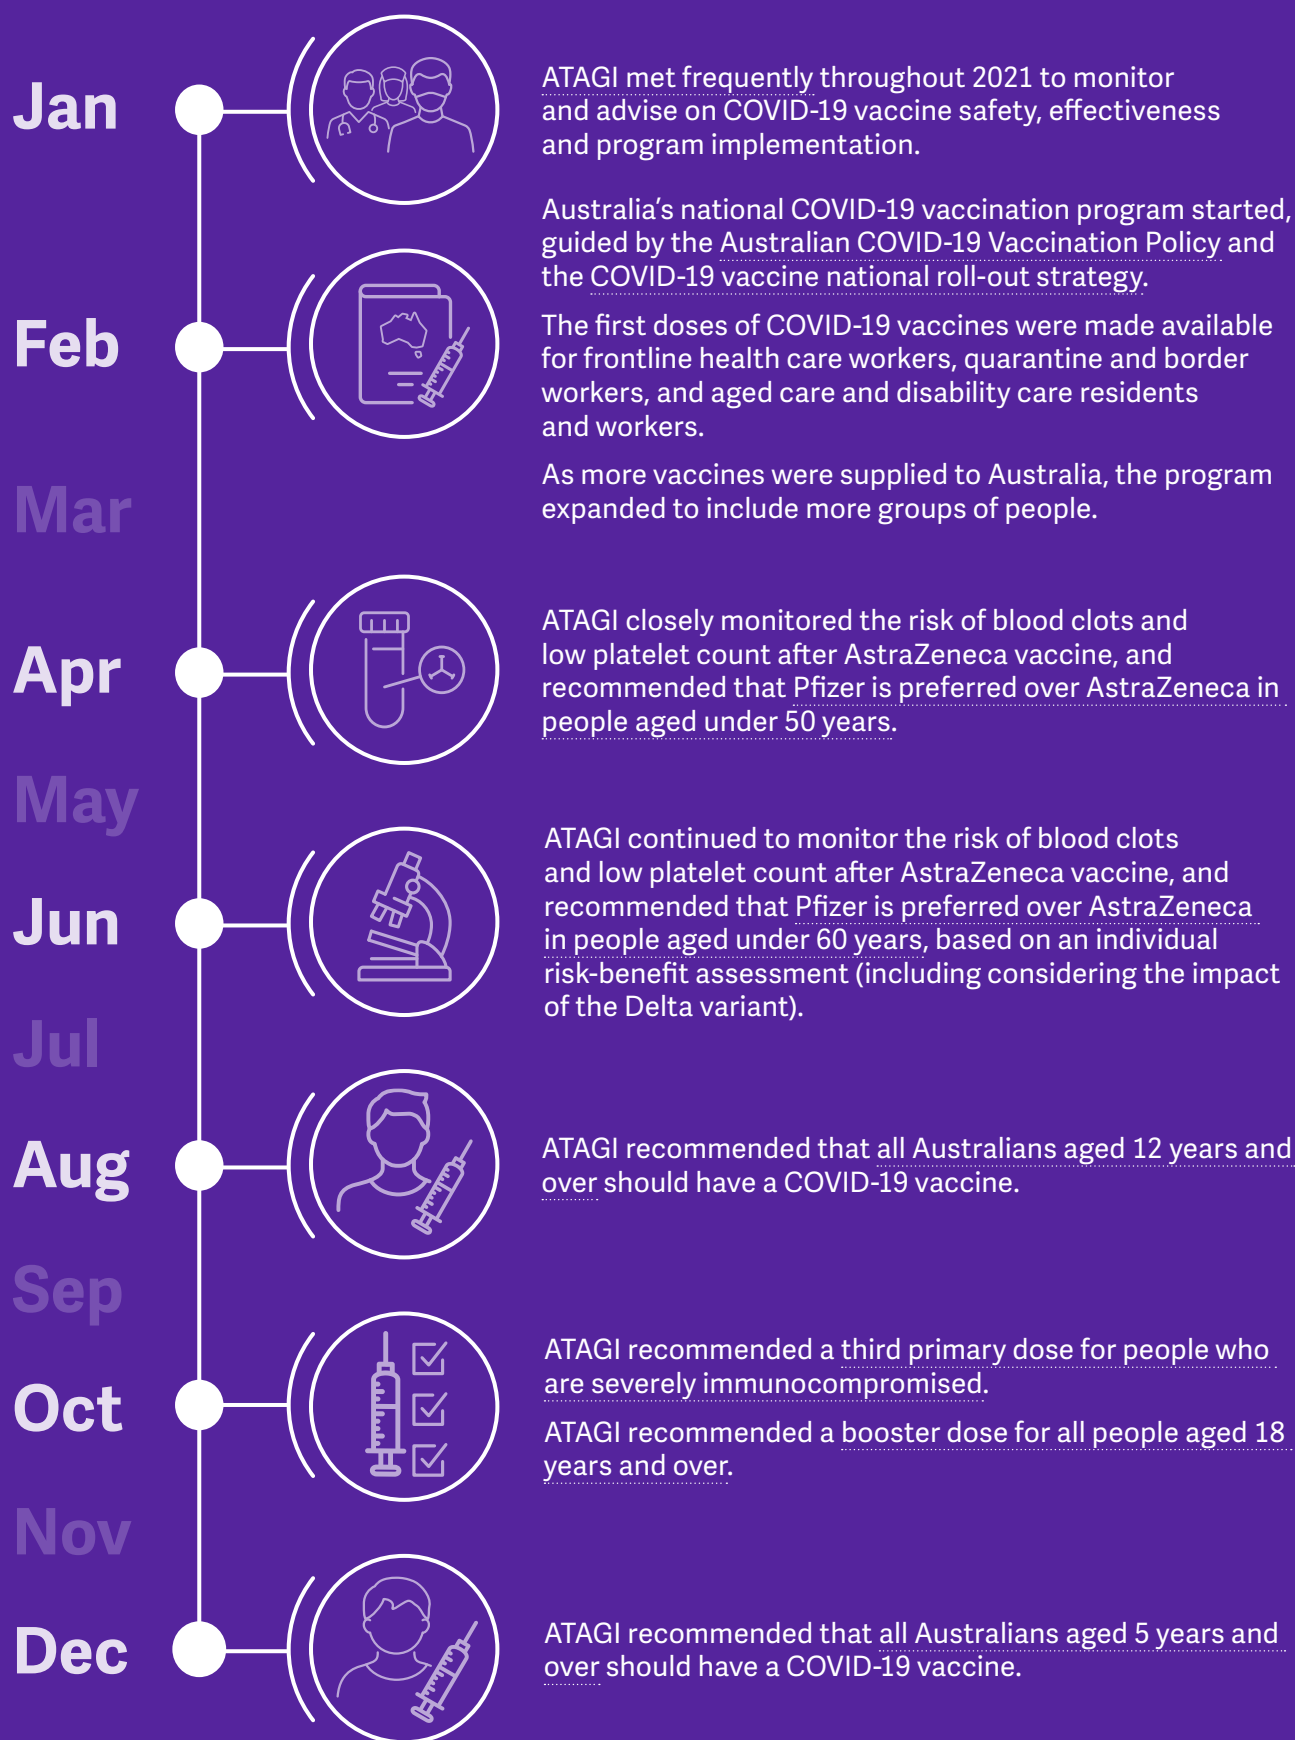 Jan
ATAGI met frequently throughout 2021 to monitor
and advise on COVID-19 vaccine safety, effectiveness
and program implementation.
Feb
Australia’s national COVID-19 vaccination program started,
guided by the Australian COVID-19 Vaccination Policy and
the COVID-19 vaccine national roll-out strategy.
The first doses of COVID-19 vaccines were made available
for frontline health care workers, quarantine and border
workers, and aged care and disability care residents
and workers.
As more vaccines were supplied to Australia, the program
expanded to include more groups of people.
Mar
Apr
ATAGI closely monitored the risk of blood clots and
low platelet count after AstraZeneca vaccine, and
recommended that Pfizer is preferred over AstraZeneca in
people aged under 50 years.
May
Jun
ATAGI continued to monitor the risk of blood clots
and low platelet count after AstraZeneca vaccine, and
recommended that Pfizer is preferred over AstraZeneca
in people aged under 60 years, based on an individual
risk-benefit assessment (including considering the impact
of the Delta variant).
Jul
Aug
ATAGI recommended that all Australians aged 12 years and
over should have a COVID-19 vaccine.
Sep
Oct
ATAGI recommended a third primary dose for people who
are severely immunocompromised.
ATAGI recommended a booster dose for all people aged 18
years and over.
Nov
Dec
ATAGI recommended that all Australians aged 5 years and
over should have a COVID-19 vaccine.